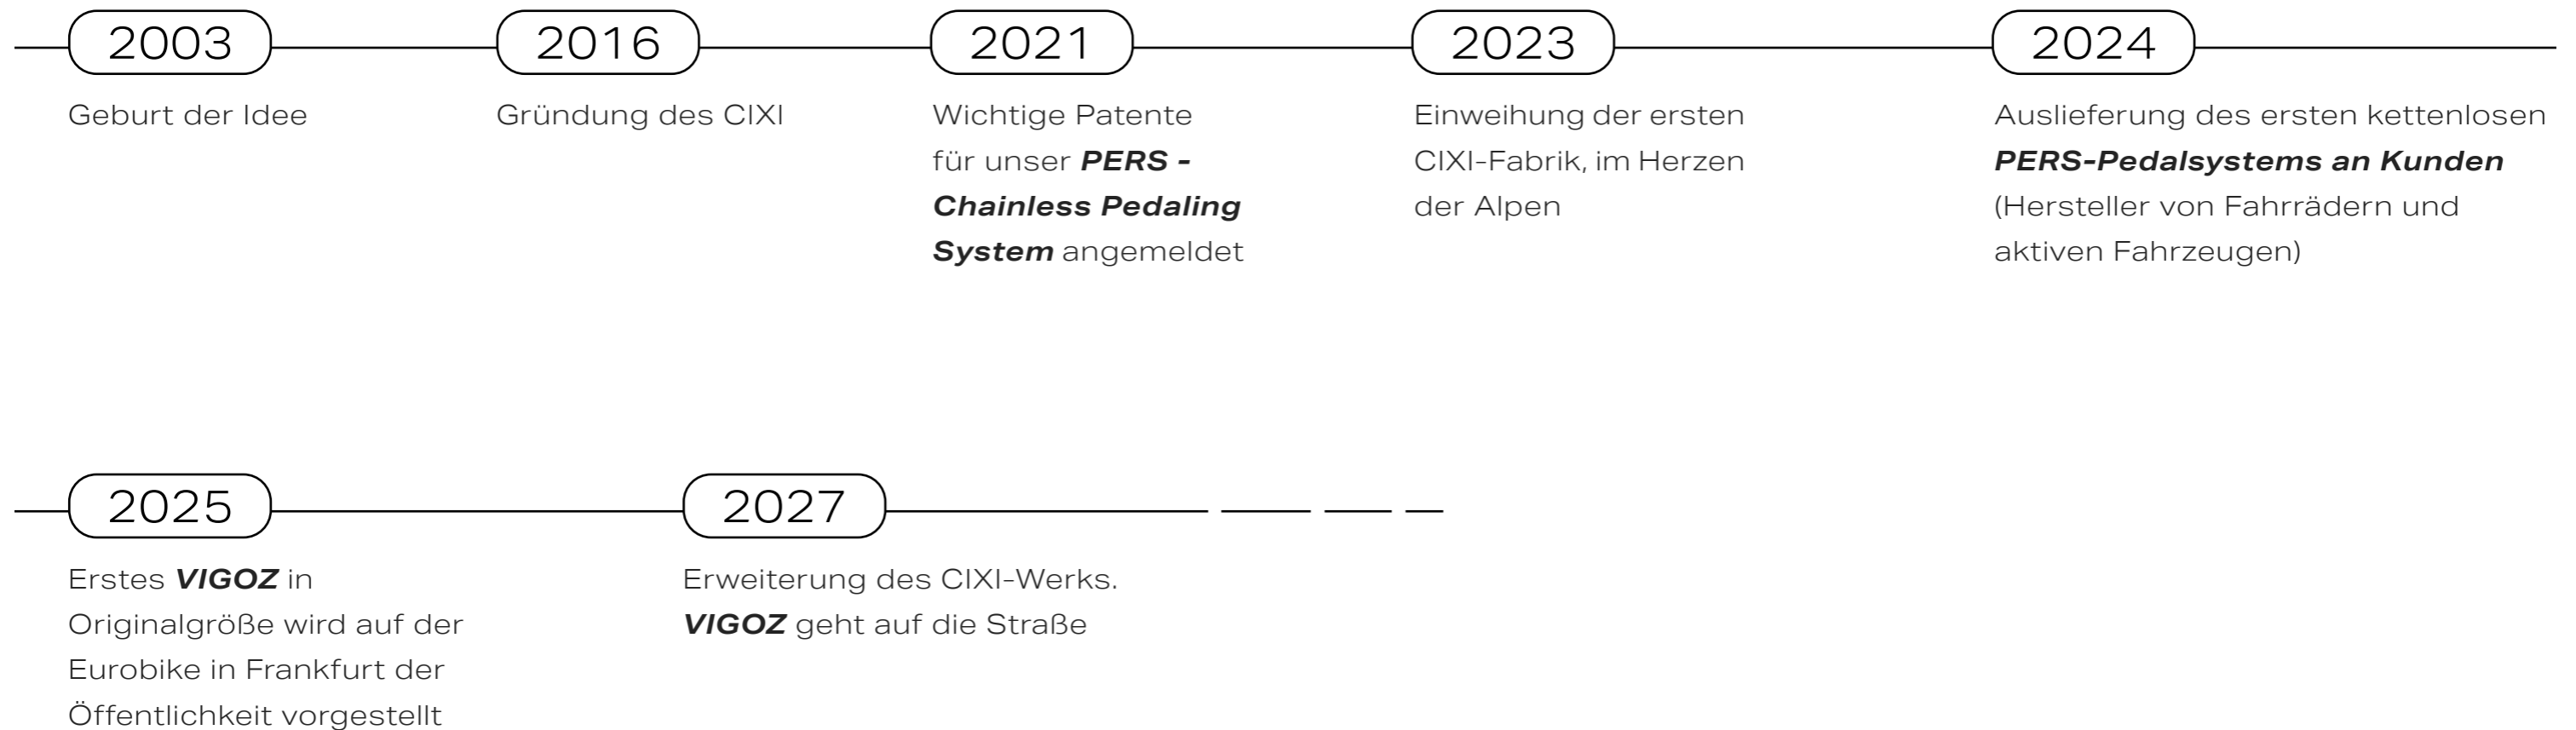 2003
Geburt der Idee
2016
Gründung des CIXI
2021
Wichtige Patente
für unser PERS -
Chainless Pedaling
System angemeldet
2023
Einweihung der ersten
CIXI-Fabrik, im Herzen
der Alpen
2024
Auslieferung des ersten kettenlosen
PERS-Pedalsystems an Kunden
(Hersteller von Fahrrädern und
aktiven Fahrzeugen)
2025
Erstes VIGOZ in
Originalgröße wird auf der
Eurobike in Frankfurt der
Öffentlichkeit vorgestellt
2027
Erweiterung des CIXI-Werks.
VIGOZ geht auf die Straße